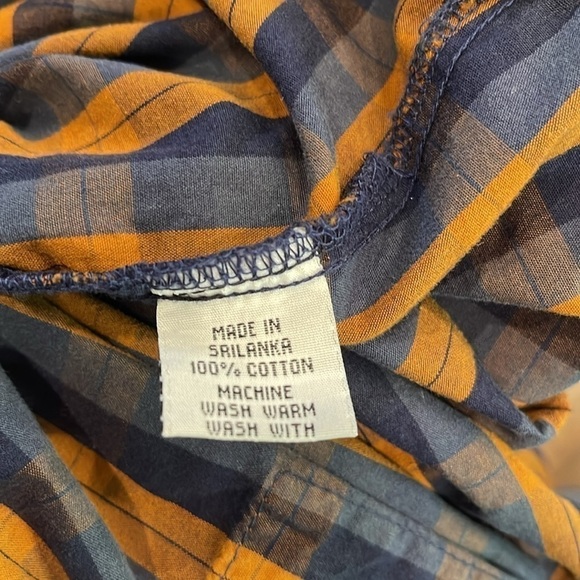 MADE IN
SRILANKA
100% COTTON
MACHINE
WASH WARM
WASH WITH